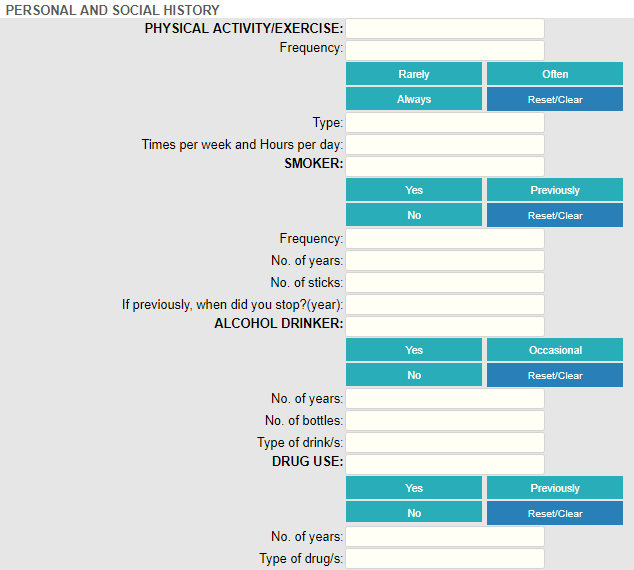 PERSONAL AND SOCIAL HISTORY
PHYSICAL ACTIVITY/EXERCISE:
Frequency:
Rarely Often
Always Reset/Clear
Type:
Times per week and Hours per day:
SMOKER:
Yes Previously
No Reset/Clear
Frequency:
No. of years:
No. of sticks:
If previously, when did you stop?(year):
ALCOHOL DRINKER:
Yes Occasional
No Reset/Clear
No. of years:
No. of bottles:
Type of drink/s:
DRUG USE:
Yes Previously
No Reset/Clear
No. of years:
Type of drug/s: